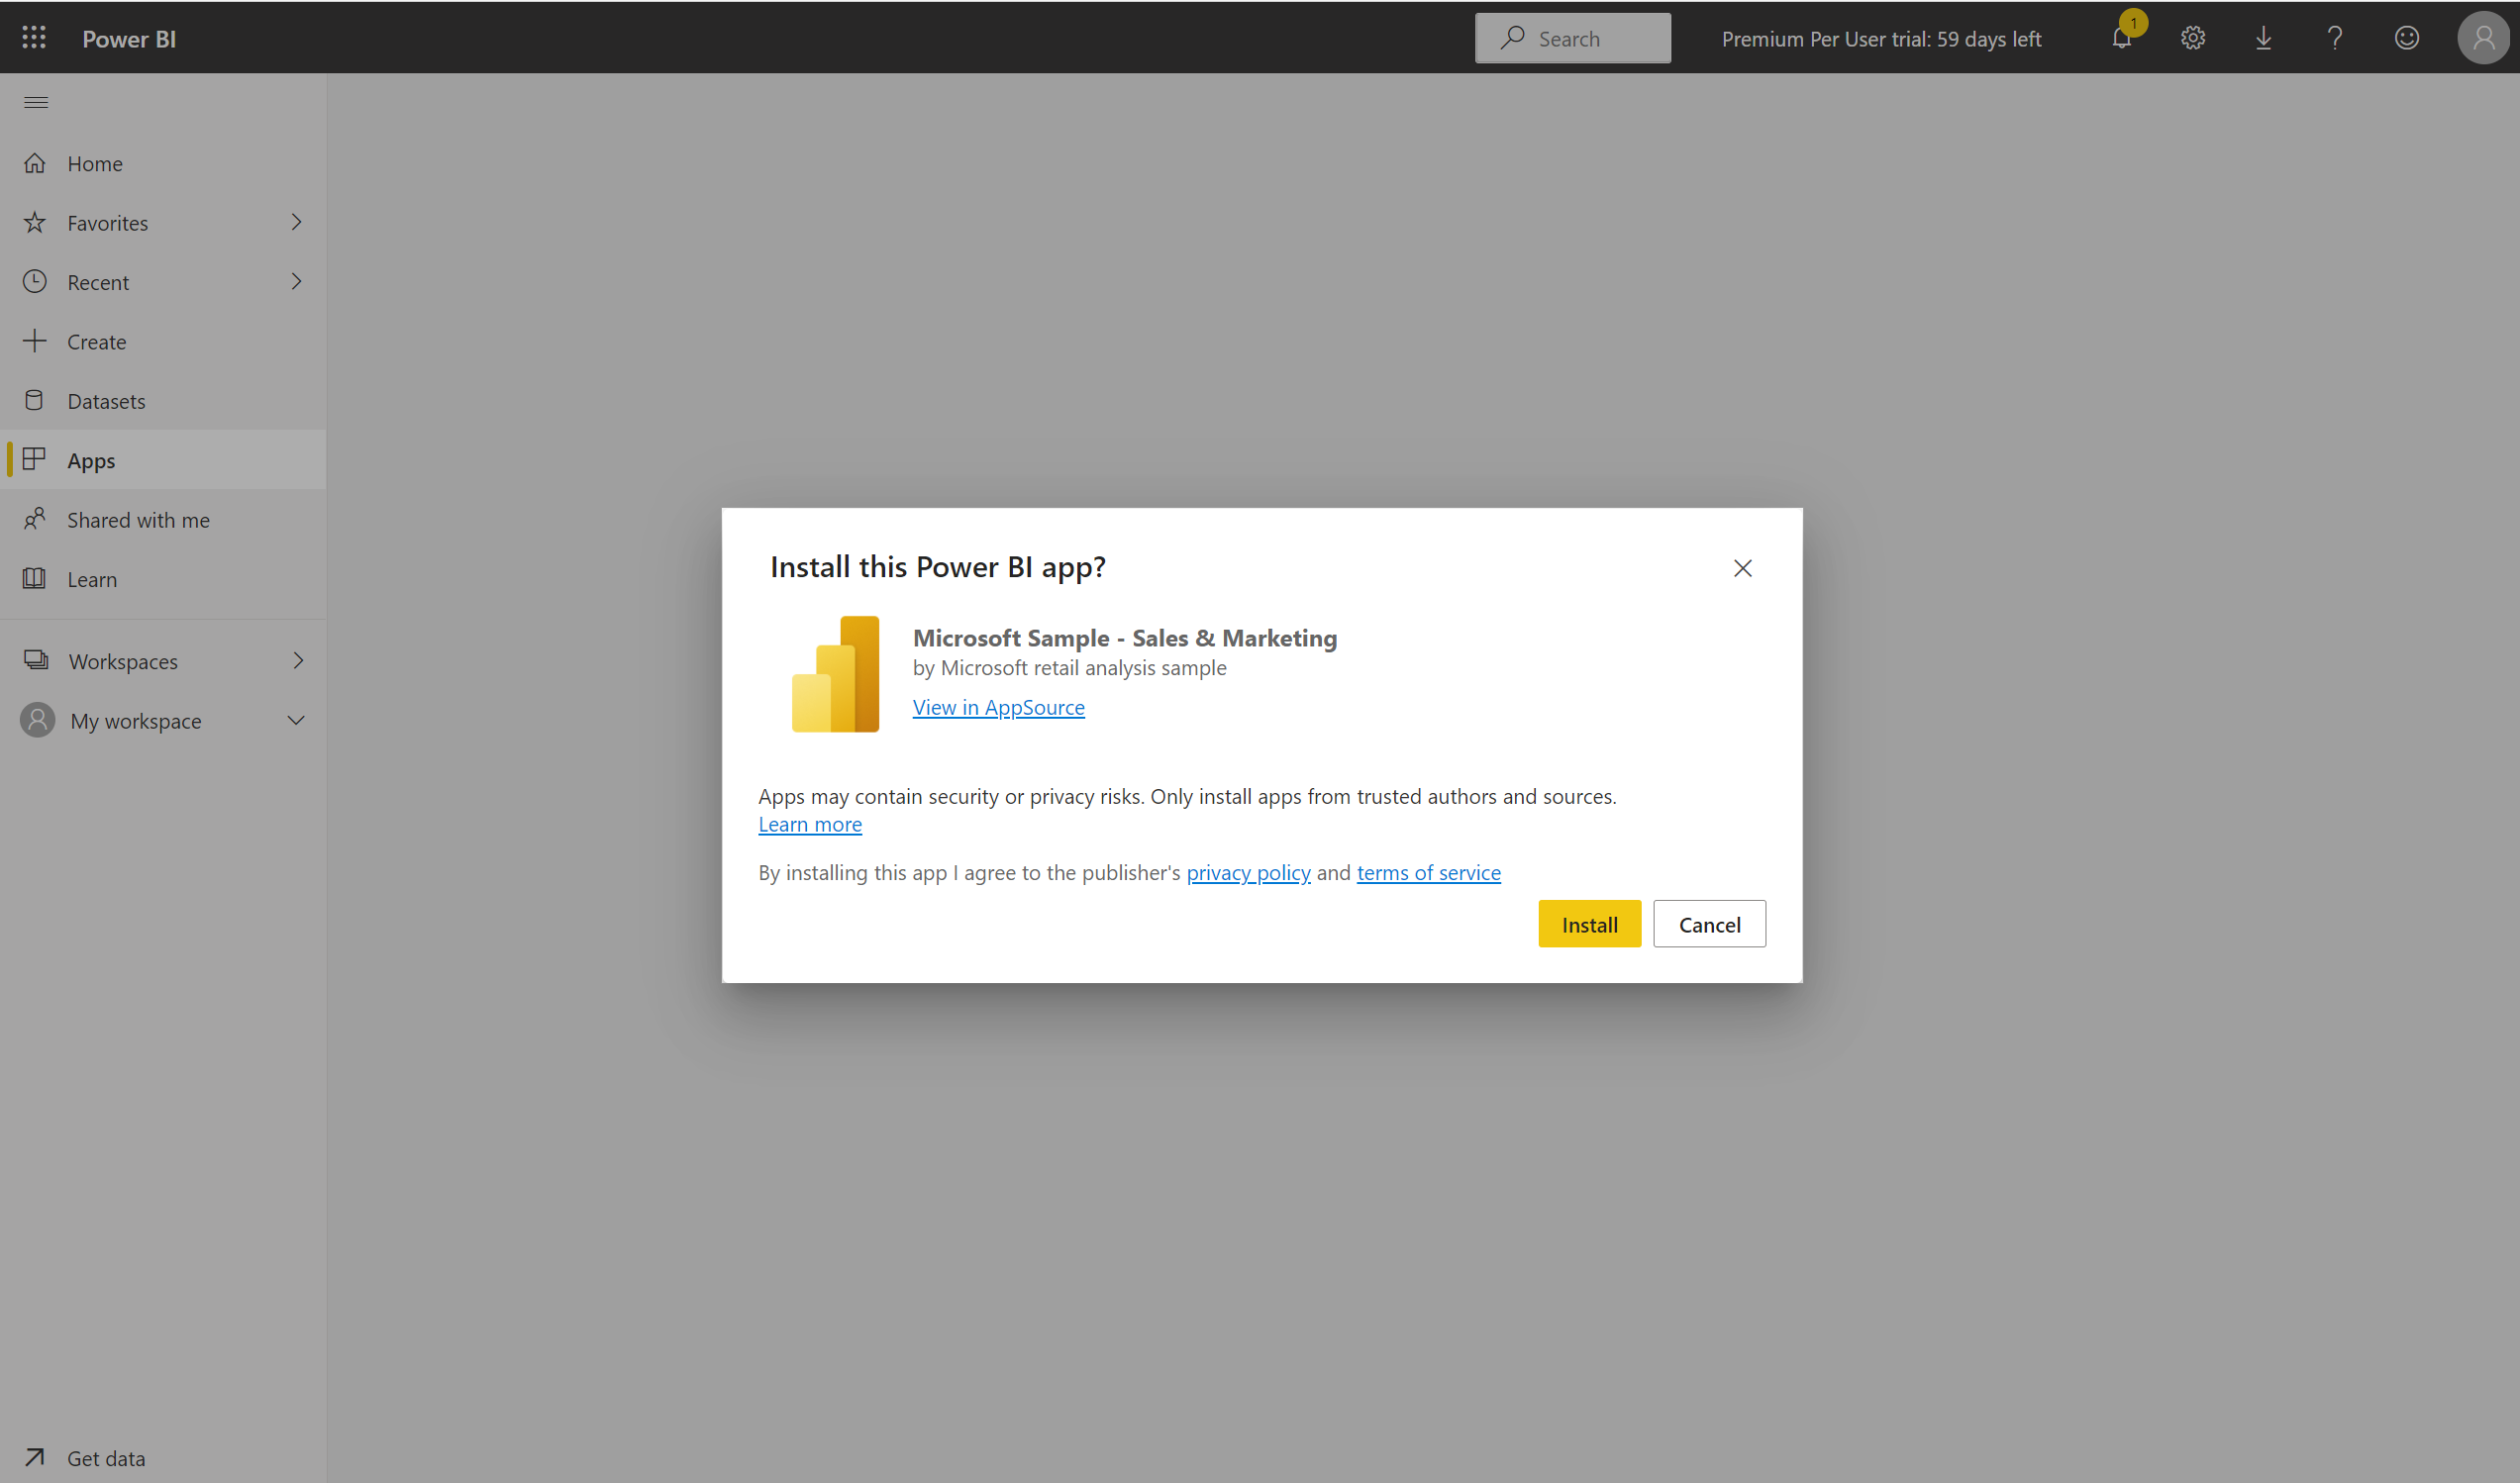 Power BI
Search
Premium Per User trial: 59 days left
1
Home
Favorites
Recent
Create
Datasets
Apps
Shared with me
Learn
Workspaces
My workspace
Get data
Install this Power BI app?
Microsoft Sample - Sales & Marketing
by Microsoft retail analysis sample
View in AppSource
Apps may contain security or privacy risks. Only install apps from trusted authors and sources.
Learn more
By installing this app I agree to the publisher's privacy policy and terms of service
Install
Cancel